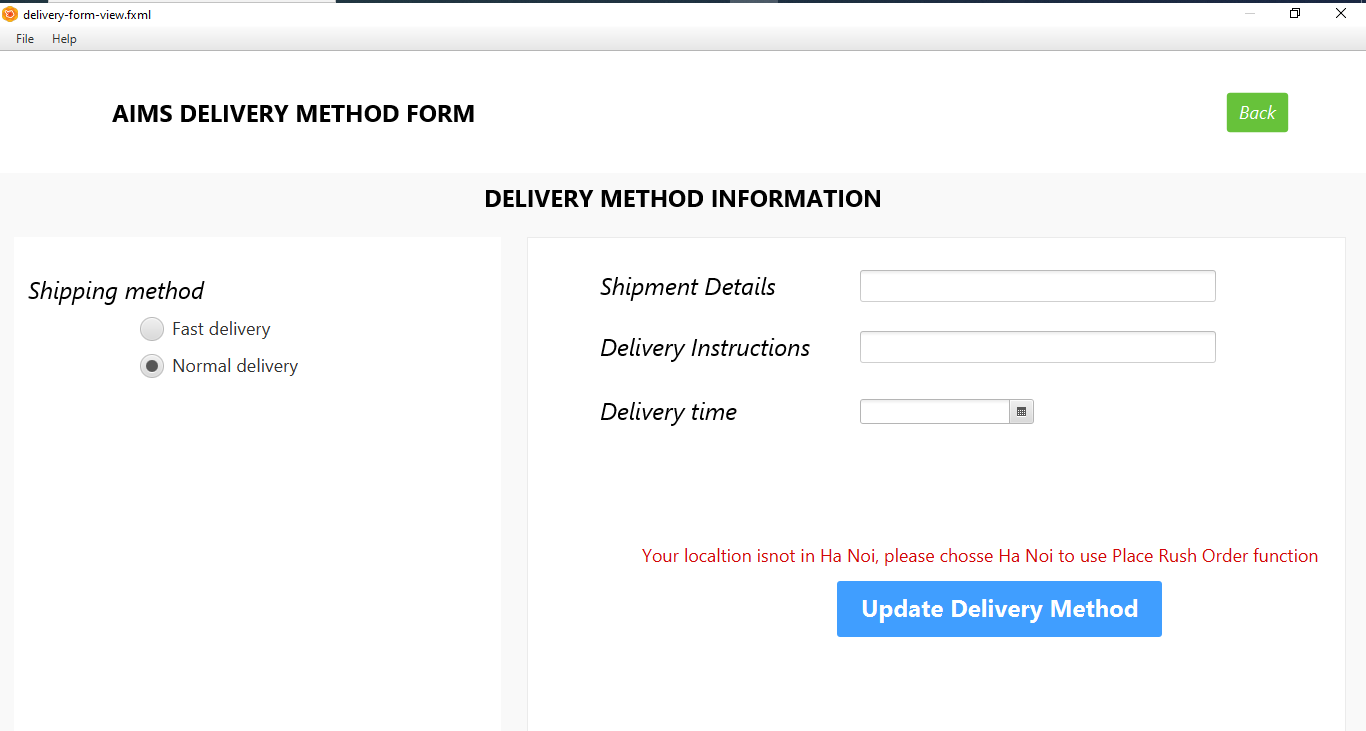 delivery-form-view.fxml
File Help
AIMS DELIVERY METHOD FORM
Back
DELIVERY METHOD INFORMATION
Shipping method
Fast delivery
Normal delivery
Shipment Details
Delivery Instructions
Delivery time
Your localtion isnot in Ha Noi, please chosse Ha Noi to use Place Rush Order function
Update Delivery Method